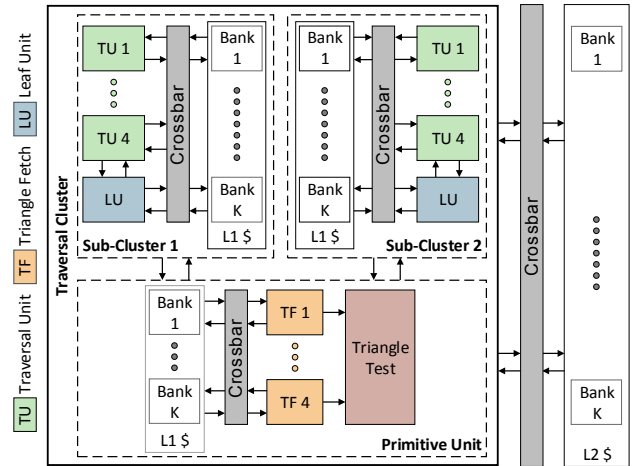 TU Traversal Unit
TF Triangle Fetch
LU Leaf Unit
Traversal Cluster
TU 1
TU 4
LU
Crossbar
Bank
1
Bank
K
L1 $
Sub-Cluster 1
Bank
1
Bank
K
L1 $
Crossbar
TU 1
TU 4
LU
Sub-Cluster 2
Bank
1
Bank
K
L1 $
Crossbar
TF 1
TF 4
Triangle
Test
Primitive Unit
Crossbar
Bank
1
Bank
K
L2 $